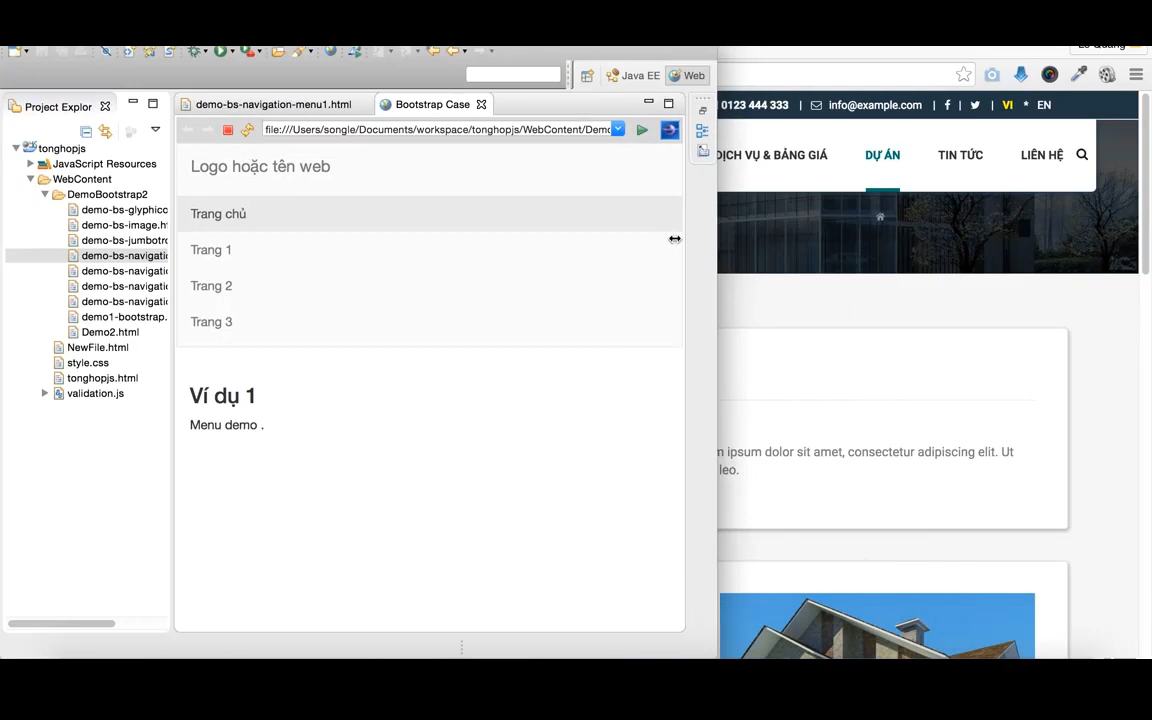 Java EE
Web
Project Explor
demo-bs-navigation-menu1.html
Bootstrap Case
file:///Users/songle/Documents/workspace/tonghopjs/WebContent/Demo
tonghopjs
JavaScript Resources
WebContent
DemoBootstrap2
demo-bs-glyphicc
demo-bs-image.h
demo-bs-jumbotro
demo-bs-navigatio
demo-bs-navigatio
demo-bs-navigatio
demo-bs-navigatio
demo1-bootstrap.
Demo2.html
NewFile.html
style.css
tonghopjs.html
validation.js
Logo hoặc tên web
Trang chủ
Trang 1
Trang 2
Trang 3
Ví dụ 1
Menu demo .
0123 444 333 | info@example.com | | VI * EN
DỊCH VỤ & BẢNG GIÁ DỰ ÁN TIN TỨC LIÊN HỆ
ipsum dolor sit amet, consectetur adipiscing elit. Ut
leo.